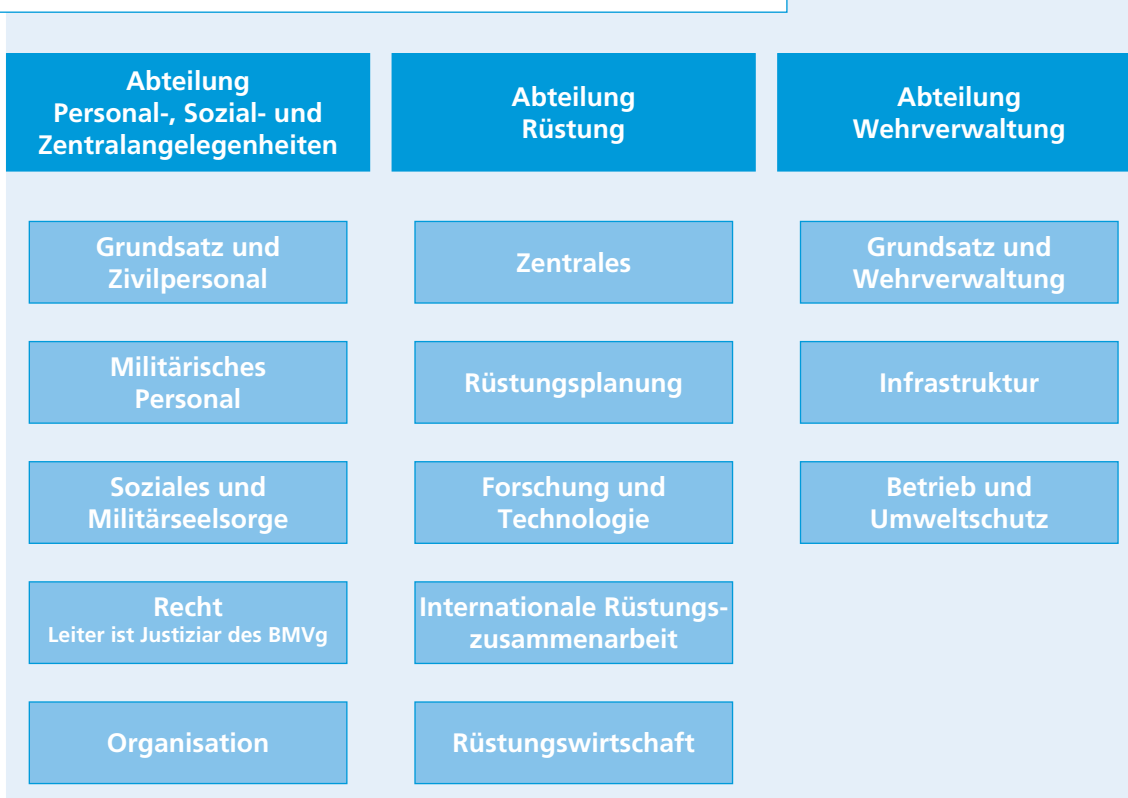 Abteilung
Personal-, Sozial- und
Zentralangelegenheiten
Grundsatz und
Zivilpersonal
Militärisches
Personal
Soziales und
Militärseelsorge
Recht
Leiter ist Justiziar des BMVg
Organisation
Abteilung
Rüstung
Zentrales
Rüstungsplanung
Forschung und
Technologie
Internationale Rüstungs-
zusammenarbeit
Rüstungswirtschaft
Abteilung
Wehrverwaltung
Grundsatz und
Wehrverwaltung
Infrastruktur
Betrieb und
Umweltschutz